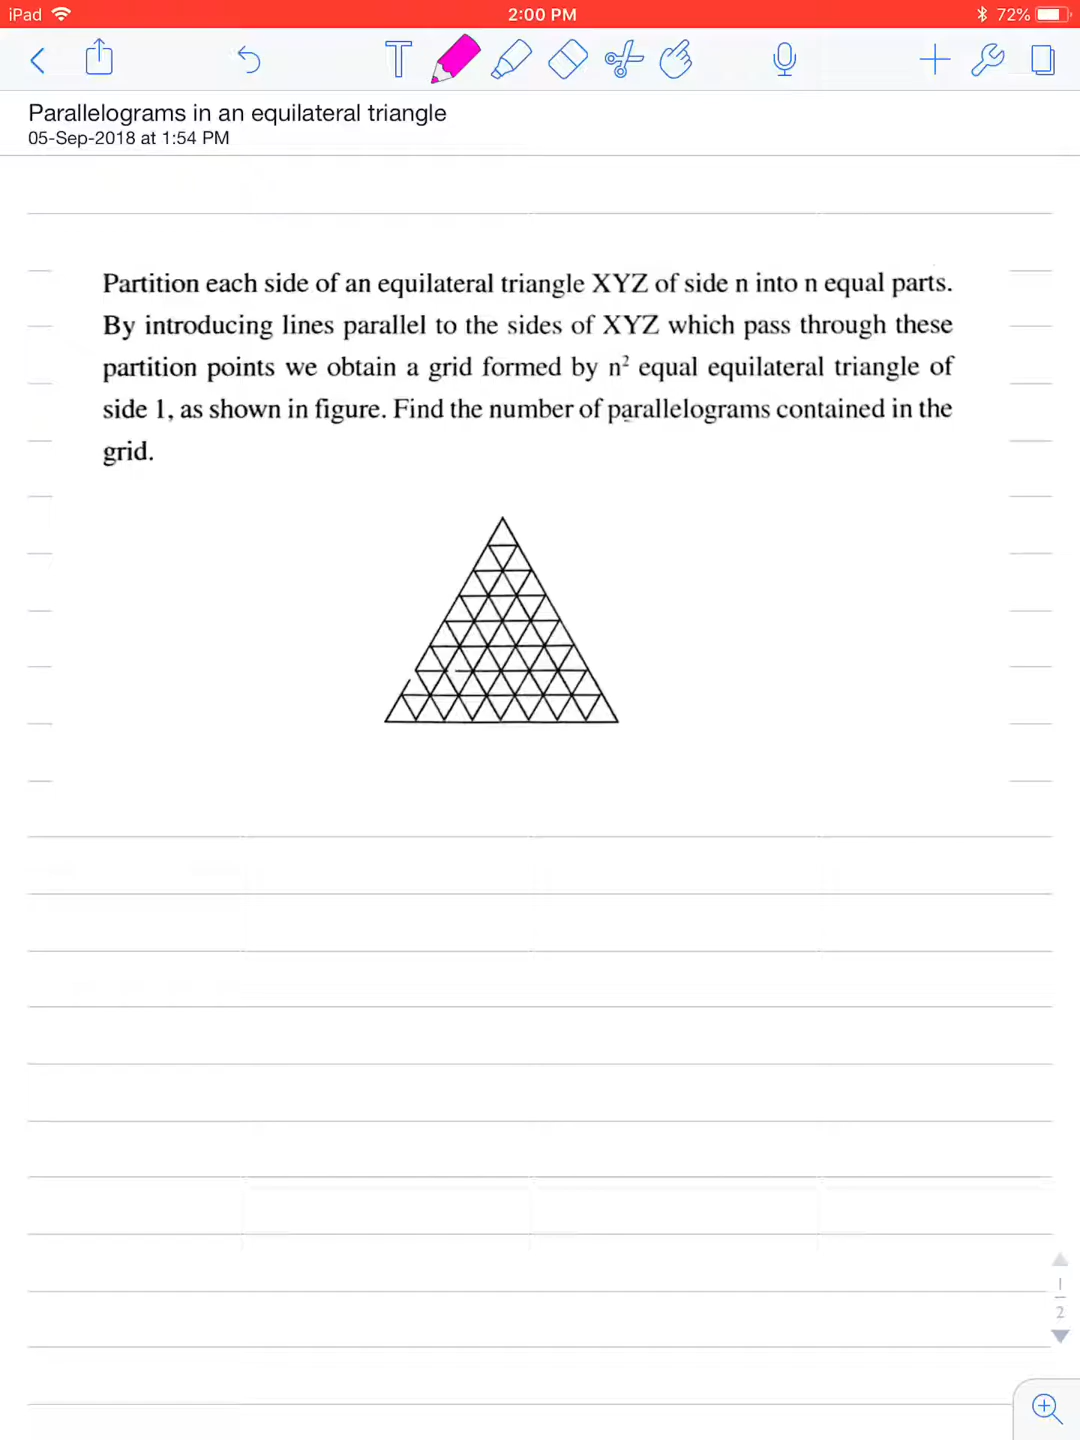 iPad 2:00 PM 72%
T
Parallelograms in an equilateral triangle
05-Sep-2018 at 1:54 PM
Partition each side of an equilateral triangle XYZ of side n into n equal parts.
By introducing lines parallel to the sides of XYZ which pass through these
partition points we obtain a grid formed by n² equal equilateral triangle of
side 1, as shown in figure. Find the number of parallelograms contained in the
grid.
1
2